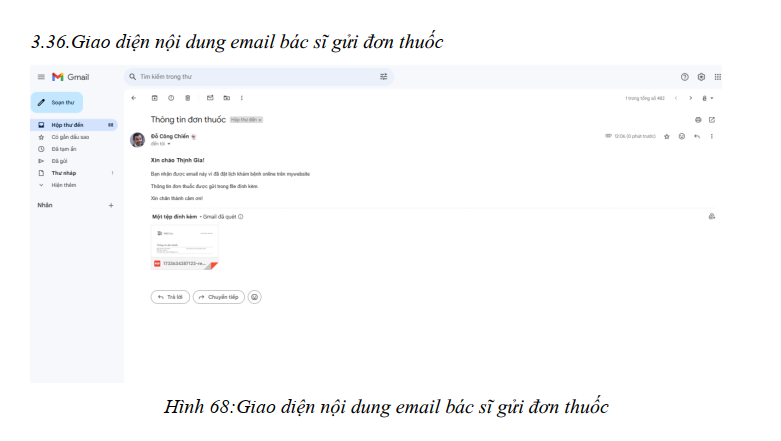 3.36.Giao diện nội dung email bác sĩ gửi đơn thuốc
Gmail
Tìm kiếm trong thư
Soạn thư
1 trong tổng số 482
Hộp thư đến 88
Thông tin đơn thuốc Hộp thư đến x
Có gắn dấu sao
Đỗ Công Chiến
12:06 (0 phút trước)
đến tôi
Đã tạm ẩn
Đã gửi
Thư nháp 1
Hiện thêm
Nhãn +
Xin chào Thịnh Gia!
Bạn nhận được email này vì đã đặt lịch khám bệnh online trên mywebsite
Thông tin đơn thuốc được gửi trong file đính kèm.
Xin chân thành cảm ơn!
Một tệp đính kèm • Gmail đã quét
Trả lời
Chuyển tiếp
Hình 68:Giao diện nội dung email bác sĩ gửi đơn thuốc